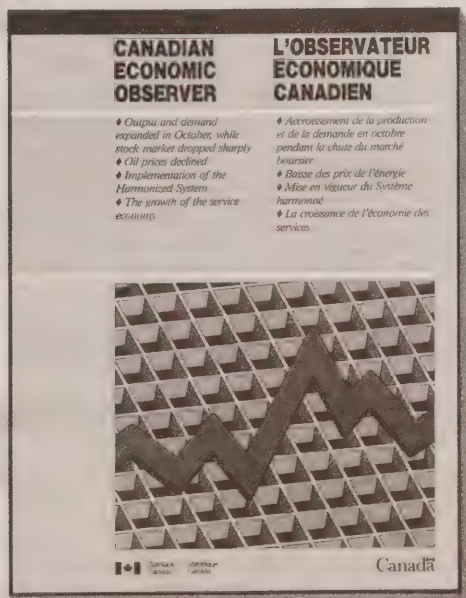 CANADIAN
ECONOMIC
OBSERVER
♦ Output and demand
expanded in October, while
stock market dropped sharply
♦ Oil prices declined
♦ Implementation of the
Harmonized System
♦ The growth of the service
economy
L'OBSERVATEUR
ÉCONOMIQUE
CANADIEN
♦ Accroissement de la production
et de la demande en octobre
pendant la chute du marché
boursier
♦ Baisse des prix de l'énergie
♦ Mise en vigueur du Système
harmonisé
♦ La croissance de l'économie des
services
Canada